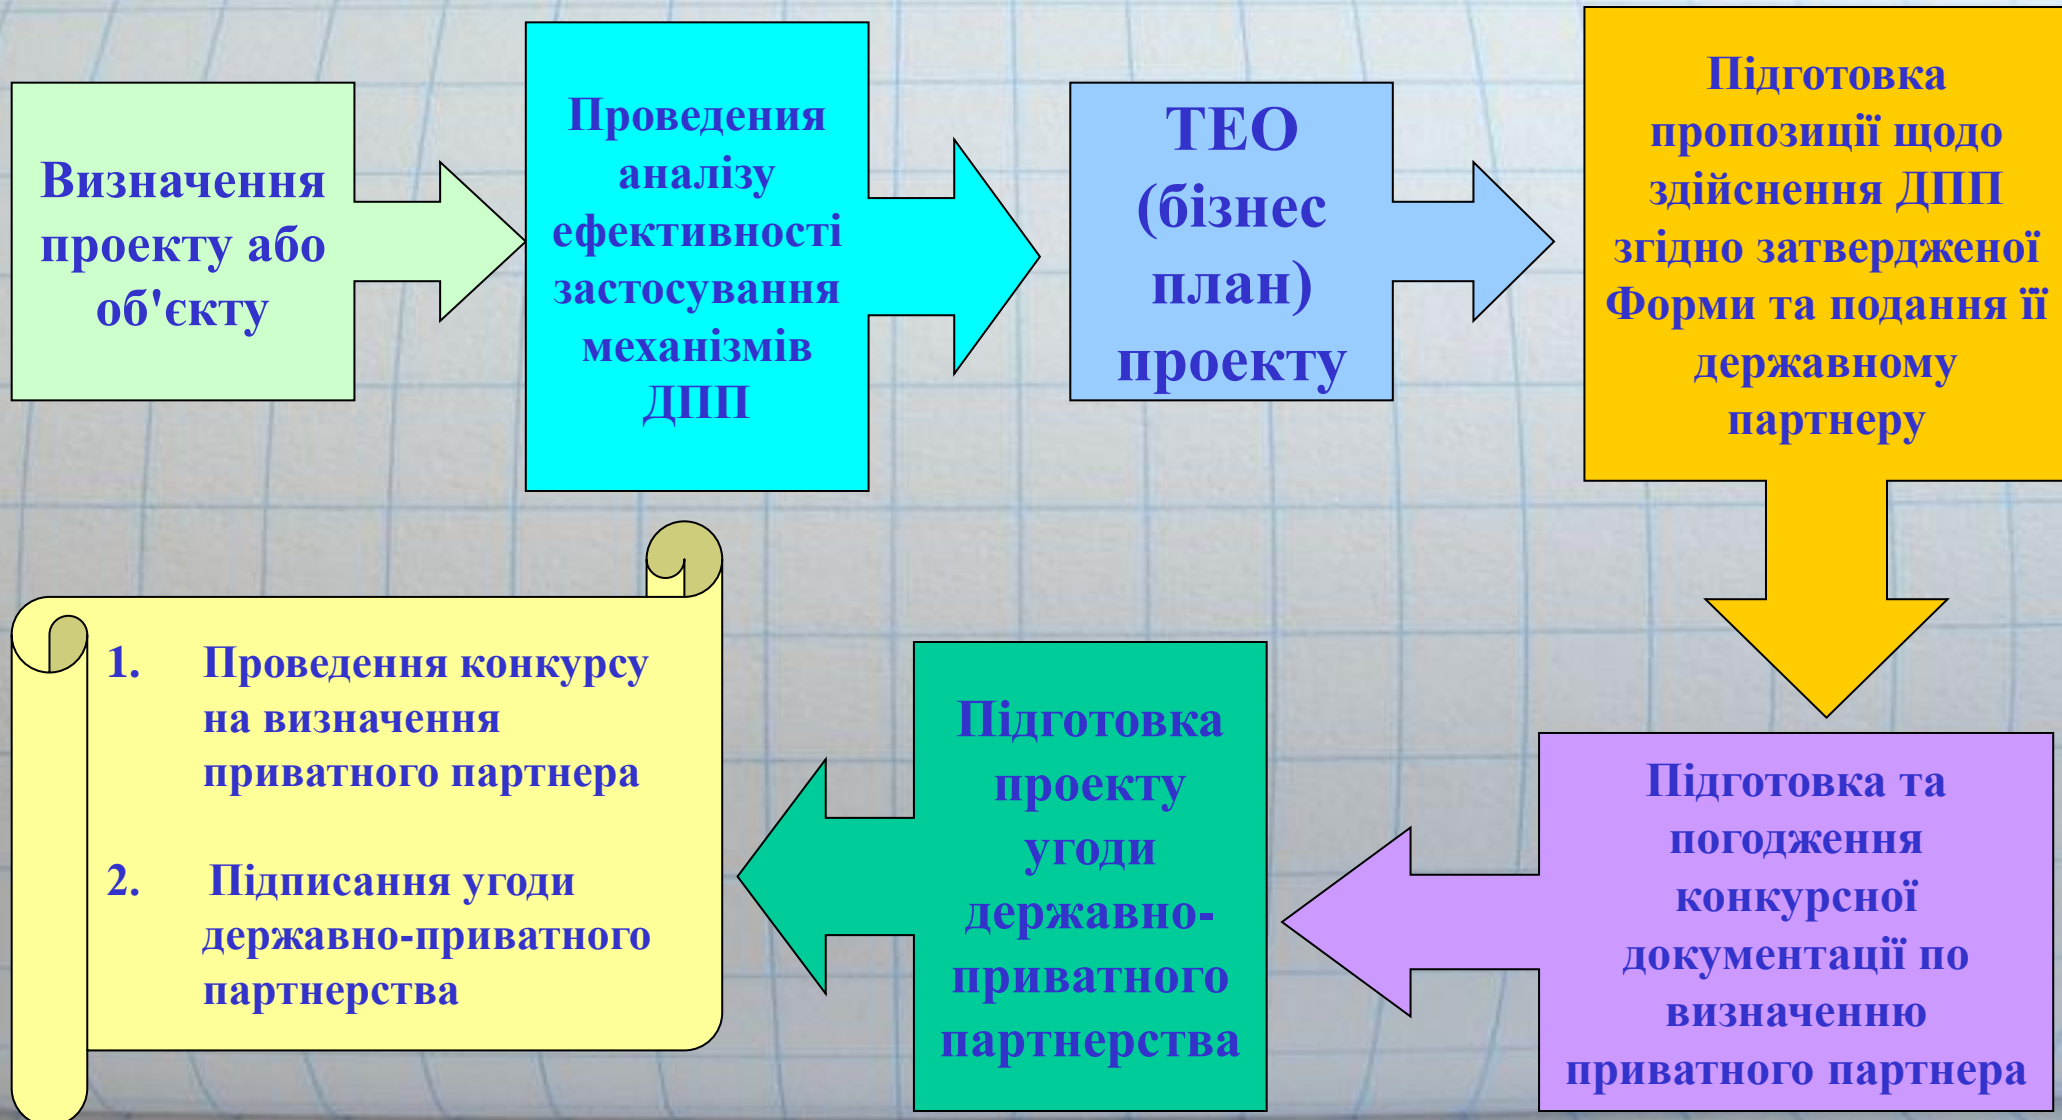 Визначення
проекту або
об'єкту
Проведения
аналізу
ефективності
застосування
механізмів
ДПП
ТЕО
(бізнес
план)
проекту
Підготовка
пропозиції щодо
здійснення ДПП
згідно затвердженої
Форми та подання її
державному
партнеру
Підготовка та
погодження
конкурсної
документації по
визначенню
приватного партнера
Підготовка
проекту
угоди
державно-
приватного
партнерства
1. Проведення конкурсу
на визначення
приватного партнера
2. Підписання угоди
державно-приватного
партнерства